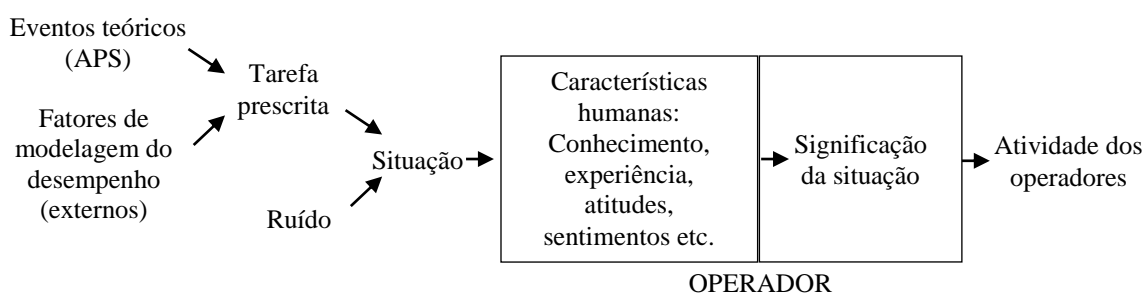 Eventos teóricos
(APS)
Fatores de
modelagem do
desempenho
(externos)
Tarefa
prescrita
Ruído
Situação
Características
humanas:
Conhecimento,
experiência,
atitudes,
sentimentos etc.
Significação
da situação
OPERADOR
Atividade dos
operadores